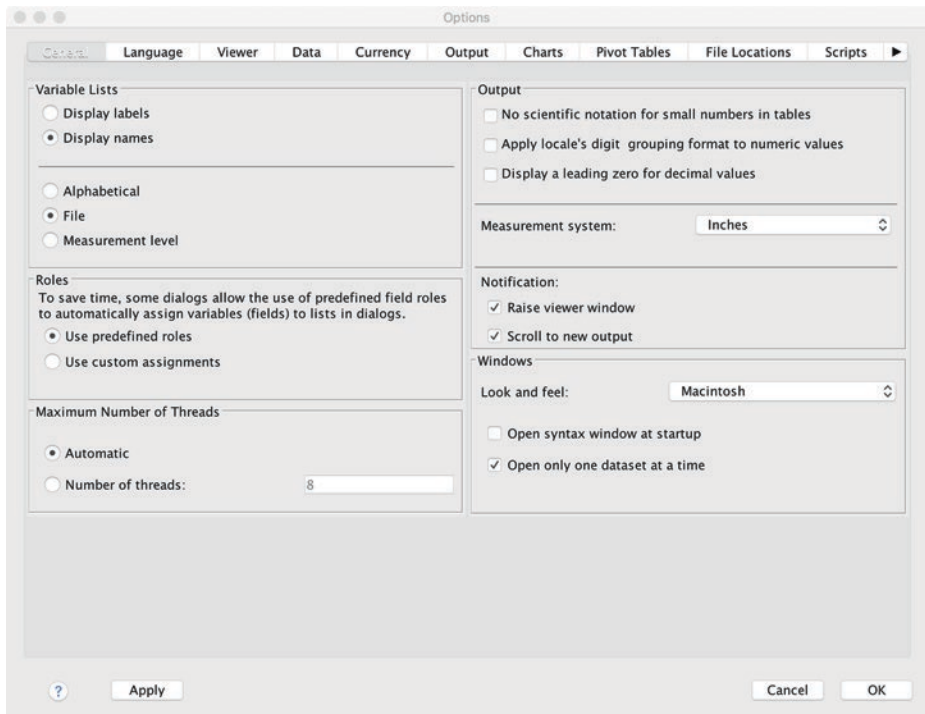 Options
General Language Viewer Data Currency Output Charts Pivot Tables File Locations Scripts
Variable Lists
Display labels
Display names
Alphabetical
File
Measurement level
Roles
To save time, some dialogs allow the use of predefined field roles
to automatically assign variables (fields) to lists in dialogs.
Use predefined roles
Use custom assignments
Maximum Number of Threads
Automatic
Number of threads: 8
Output
No scientific notation for small numbers in tables
Apply locale's digit grouping format to numeric values
Display a leading zero for decimal values
Measurement system: Inches
Notification:
Raise viewer window
Scroll to new output
Windows
Look and feel: Macintosh
Open syntax window at startup
Open only one dataset at a time
? Apply Cancel OK